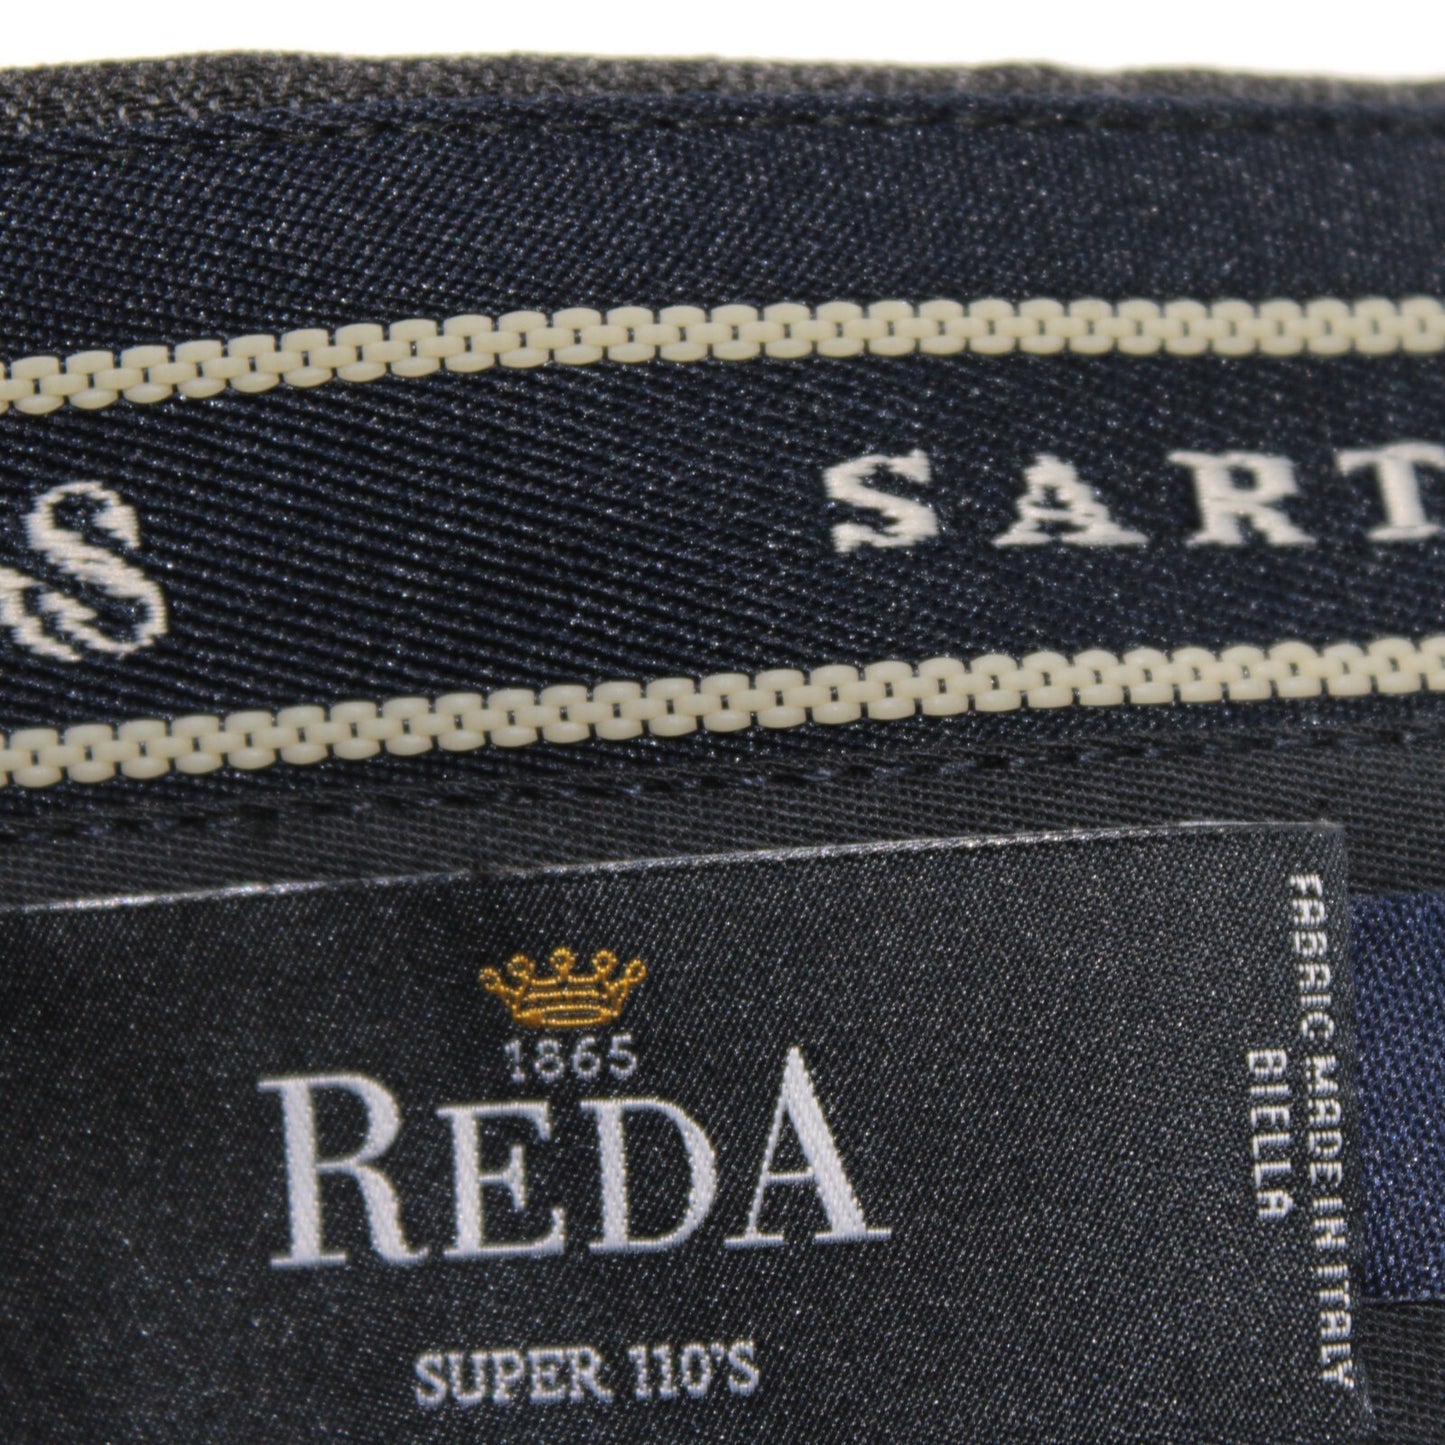 S SART
1865
REDA
SUPER 110'S
FABRIC MADE IN ITALY
BIELLA